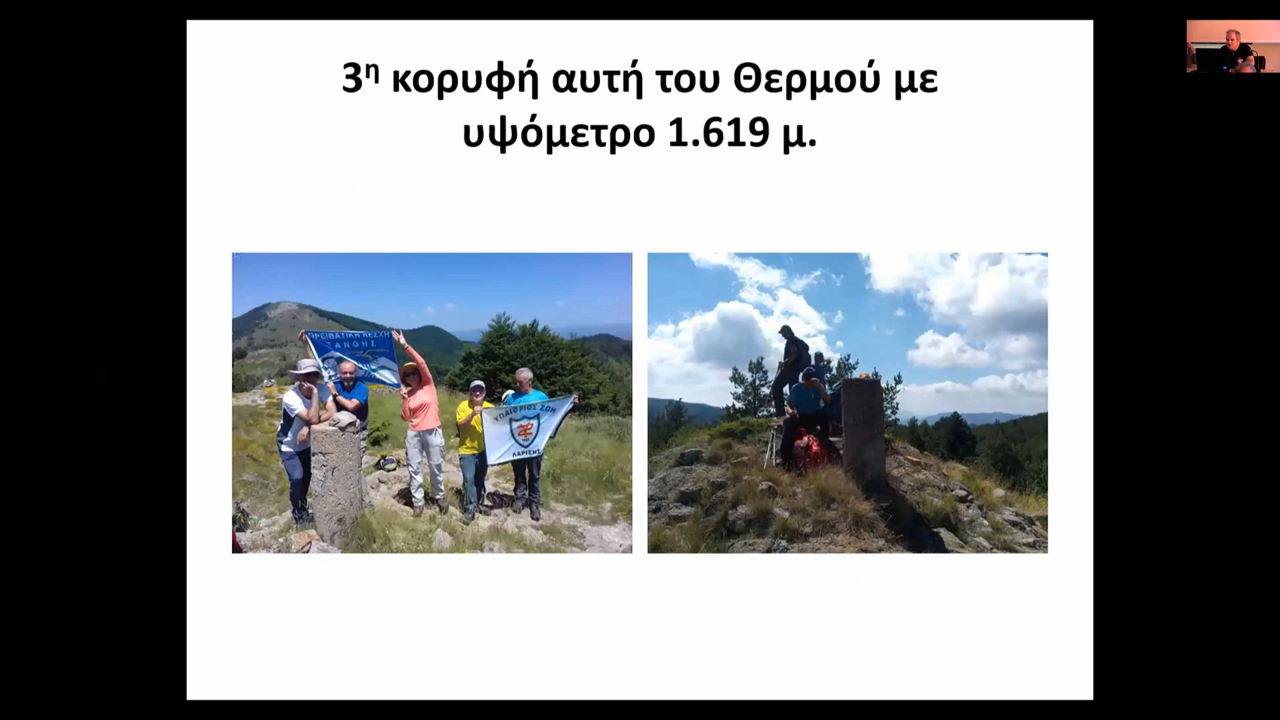 3η κορυφή αυτή του Θερμού με
υψόμετρο 1.619 μ.
ΟΡΕΙΒΑΤΙΚΗ ΛΕΣΧΗ
ΞΑΝΘΗΣ
ΥΠΑΙΘΡΙΟΣ ΖΩΗ
ΛΑΡΙΣΗΣ